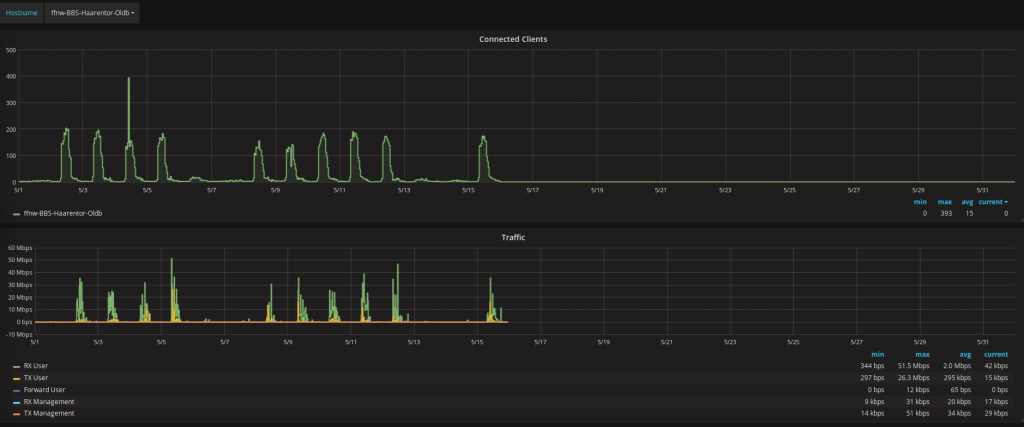 Hostname ffnw-BBS-Haarentor-Oldb
Connected Clients
500
400
300
200
100
0
5/1 5/3 5/5 5/7 5/9 5/11 5/13 5/15 5/17 5/19 5/21 5/23 5/25 5/27 5/29 5/31
min max avg current
ffnw-BBS-Haarentor-Oldb 0 393 15 0
Traffic
60 Mbps
50 Mbps
40 Mbps
30 Mbps
20 Mbps
10 Mbps
0 bps
-10 Mbps
5/1 5/3 5/5 5/7 5/9 5/11 5/13 5/15 5/17 5/19 5/21 5/23 5/25 5/27 5/29 5/31
min max avg current
RX User 344 bps 51.5 Mbps 2.0 Mbps 42 kbps
TX User 297 bps 26.3 Mbps 295 kbps 15 kbps
Forward User 0 bps 12 kbps 65 bps 0 bps
RX Management 9 kbps 31 kbps 20 kbps 17 kbps
TX Management 14 kbps 51 kbps 34 kbps 29 kbps